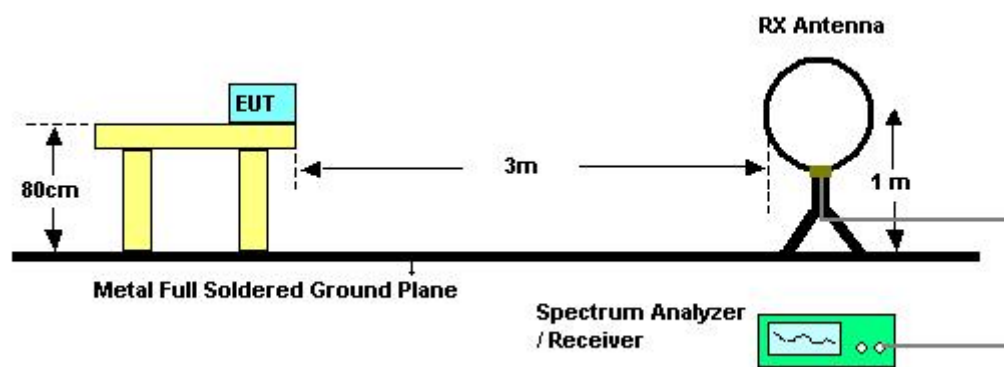 RX Antenna
EUT
3m
80cm
1 m
Metal Full Soldered Ground Plane
Spectrum Analyzer
/ Receiver